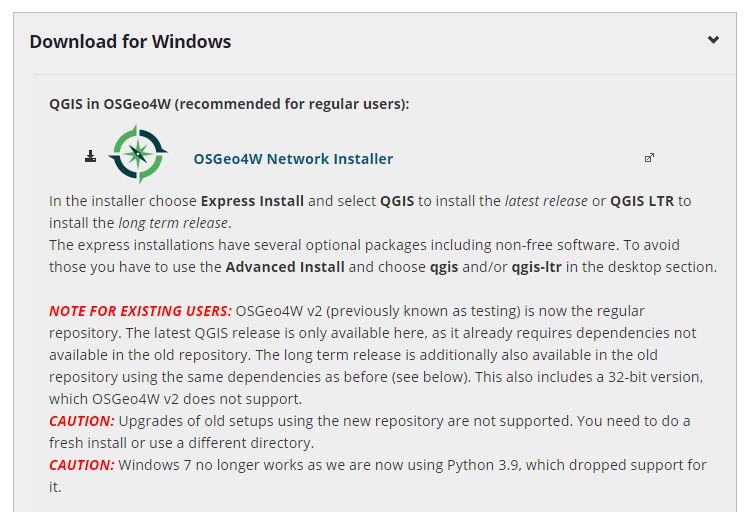 Download for Windows
QGIS in OSGeo4W (recommended for regular users):
OSGeo4W Network Installer
In the installer choose Express Install and select QGIS to install the latest release or QGIS LTR to
install the long term release.
The express installations have several optional packages including non-free software. To avoid
those you have to use the Advanced Install and choose qgis and/or qgis-ltr in the desktop section.
NOTE FOR EXISTING USERS: OSGeo4W v2 (previously known as testing) is now the regular
repository. The latest QGIS release is only available here, as it already requires dependencies not
available in the old repository. The long term release is additionally also available in the old
repository using the same dependencies as before (see below). This also includes a 32-bit version,
which OSGeo4W v2 does not support.
CAUTION: Upgrades of old setups using the new repository are not supported. You need to do a
fresh install or use a different directory.
CAUTION: Windows 7 no longer works as we are now using Python 3.9, which dropped support for
it.